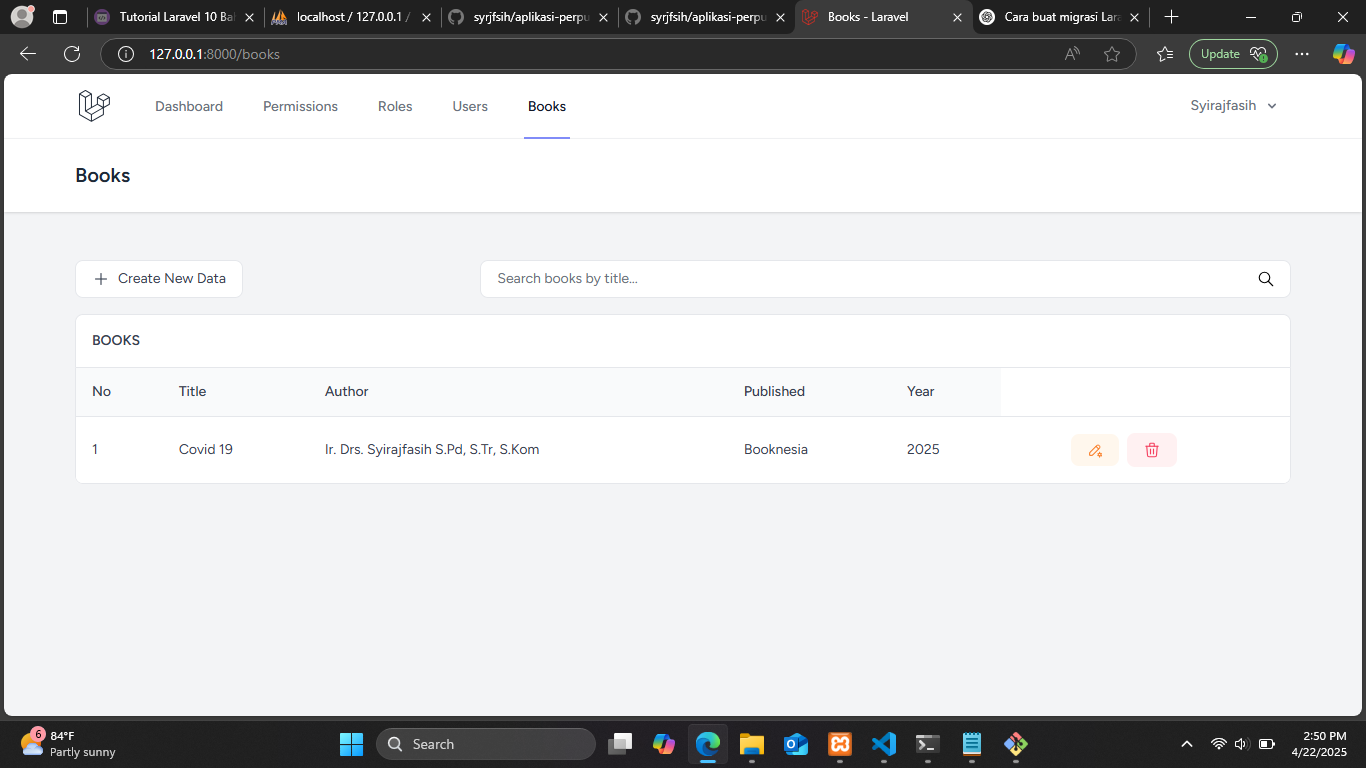 Tutorial Laravel 10 Ba
localhost / 127.0.0.1 /
syrjfsih/aplikasi-perpu
syrjfsih/aplikasi-perpu
Books - Laravel
Cara buat migrasi Lara
127.0.0.1:8000/books
Update
Dashboard
Permissions
Roles
Users
Books
Syirajfasih
Books
Create New Data
Search books by title...
BOOKS
No Title Author Published Year
1 Covid 19 Ir. Drs. Syirajfasih S.Pd, S.Tr, S.Kom Booknesia 2025
6
84°F
Partly sunny
Search
2:50 PM
4/22/2025